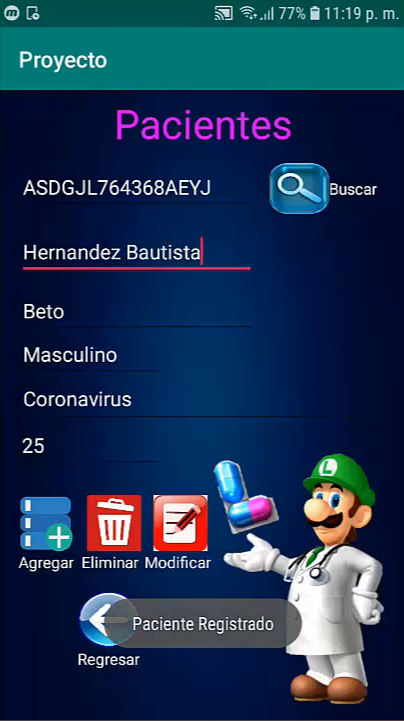 77% 11:19 p. m.
Proyecto
Pacientes
ASDGJL764368AEYJ
Buscar
Hernandez Bautista
Beto
Masculino
Coronavirus
25
L
Agregar Eliminar Modificar
Paciente Registrado
Regresar